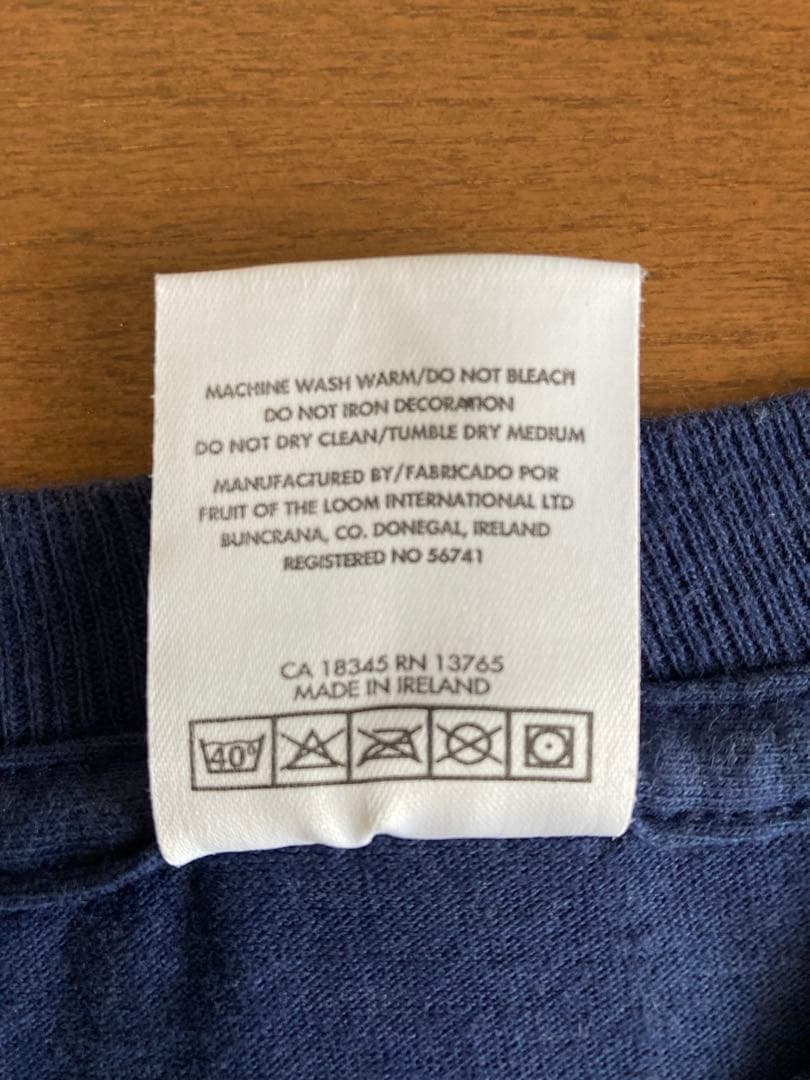 MACHINE WASH WARM/DO NOT BLEACH
DO NOT IRON DECORATION
DO NOT DRY CLEAN/TUMBLE DRY MEDIUM
MANUFACTURED BY/FABRICADO POR
FRUIT OF THE LOOM INTERNATIONAL LTD
BUNCRANA, CO. DONEGAL, IRELAND
REGISTERED NO 56741
CA 18345 RN 13765
MADE IN IRELAND
40°